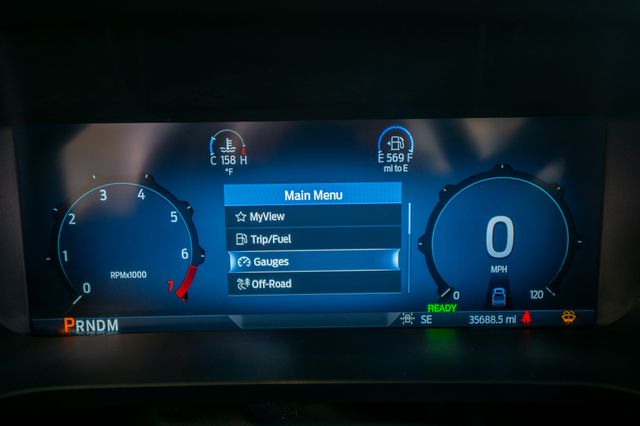 C 158 H
°F
E 569 F
mi to E
Main Menu
MyView
Trip/Fuel
Gauges
Off-Road
0 1 2 3 4 5 6 7
RPMx1000
0
MPH
0 120
READY
PRNDM
SE
35688.5 mi